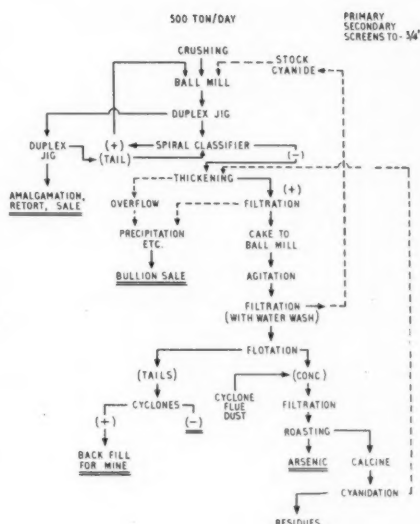 500 TON/DAY
PRIMARY
SECONDARY
SCREENS TO - 3/4"
CRUSHING
STOCK
CYANIDE
BALL MILL
DUPLEX JIG
DUPLEX
JIG
(+)
(TAIL)
SPIRAL CLASSIFIER
(-)
THICKENING
(+)
AMALGAMATION,
RETORT, SALE
OVERFLOW
FILTRATION
PRECIPITATION
ETC.
CAKE TO
BALL MILL
BULLION SALE
AGITATION
FILTRATION
(WITH WATER WASH)
FLOTATION
(TAILS)
(CONC.)
CYCLONE
FLUE
DUST
CYCLONES
(+)
(-)
FILTRATION
ROASTING
BACK FILL
FOR MINE
ARSENIC
CALCINE
CYANIDATION
RESIDUES